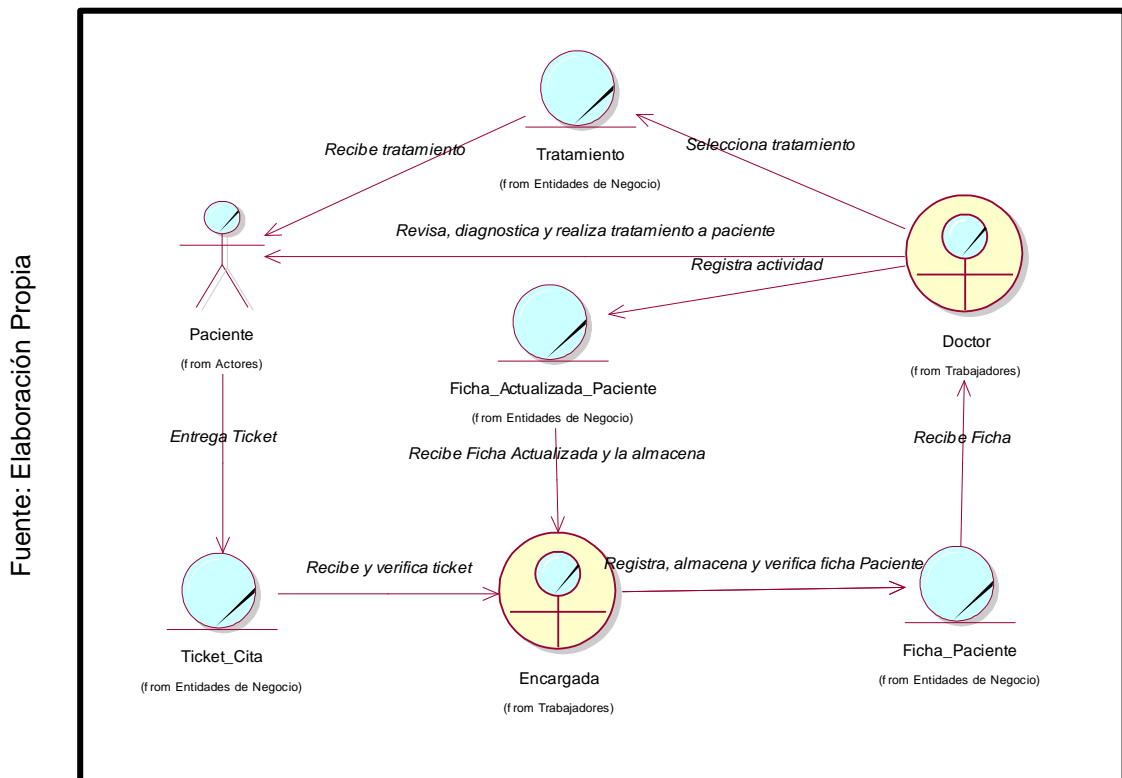 Fuente: Elaboración Propia
Tratamiento
(from Entidades de Negocio)
Recibe tratamiento
Selecciona tratamiento
Revisa, diagnostica y realiza tratamiento a paciente
Registra actividad
Paciente
(from Actores)
Doctor
(from Trabajadores)
Ficha_Actualizada_Paciente
(from Entidades de Negocio)
Entrega Ticket
Recibe Ficha Actualizada y la almacena
Recibe Ficha
Recibe y verifica ticket
Registra, almacena y verifica ficha Paciente
Ticket_Cita
(from Entidades de Negocio)
Encargada
(from Trabajadores)
Ficha_Paciente
(from Entidades de Negocio)